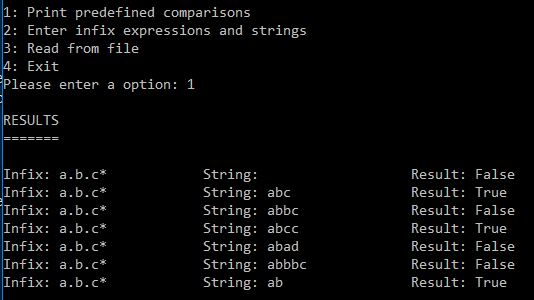 1: Print predefined comparisons
2: Enter infix expressions and strings
3: Read from file
4: Exit
Please enter a option: 1
RESULTS
=======
Infix: a.b.c* String: Result: False
Infix: a.b.c* String: abc Result: True
Infix: a.b.c* String: abbc Result: False
Infix: a.b.c* String: abcc Result: True
Infix: a.b.c* String: abad Result: False
Infix: a.b.c* String: abbbc Result: False
Infix: a.b.c* String: ab Result: True